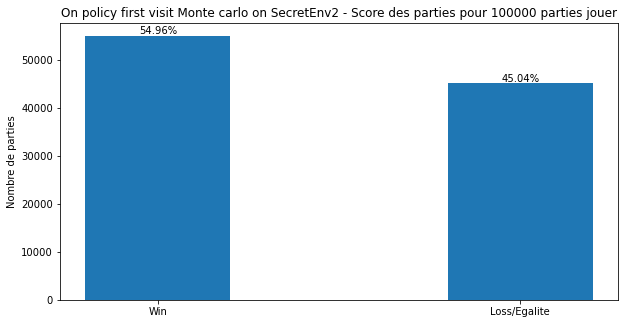 On policy first visit Monte carlo on SecretEnv2 - Score des parties pour 100000 parties jouer
54.96%
45.04%
Nombre de parties
50000
40000
30000
20000
10000
0
Win
Loss/Egalite